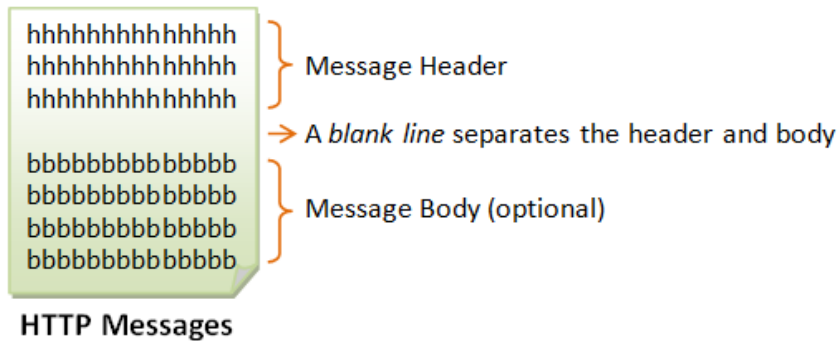 hhhhhhhhhhhhhh
hhhhhhhhhhhhhh
hhhhhhhhhhhhhh
Message Header
A blank line separates the header and body
bbbbbbbbbbbbbb
bbbbbbbbbbbbbb
bbbbbbbbbbbbbb
bbbbbbbbbbbbbb
Message Body (optional)
HTTP Messages